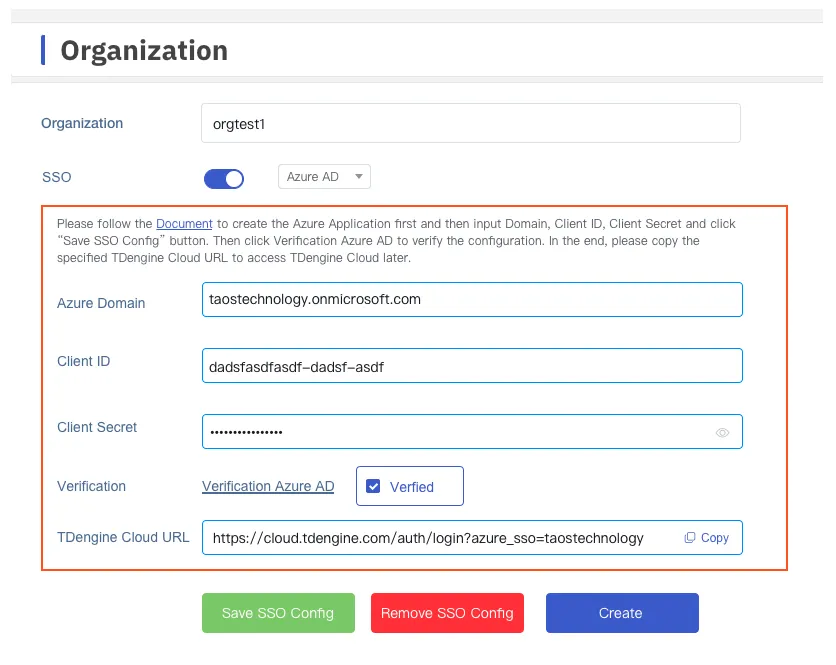 Organization
Organization
orgtest1
SSO
Azure AD
Please follow the Document to create the Azure Application first and then input Domain, Client ID, Client Secret and click
“Save SSO Config” button. Then click Verification Azure AD to verify the configuration. In the end, please copy the
specified TDengine Cloud URL to access TDengine Cloud later.
Azure Domain
taostechnology.onmicrosoft.com
Client ID
dadsfasdfasdf-dadsf-asdf
Client Secret
••••••••••••••••
Verification
Verification Azure AD
Verfied
TDengine Cloud URL
https://cloud.tdengine.com/auth/login?azure_sso=taostechnology
Copy
Save SSO Config
Remove SSO Config
Create